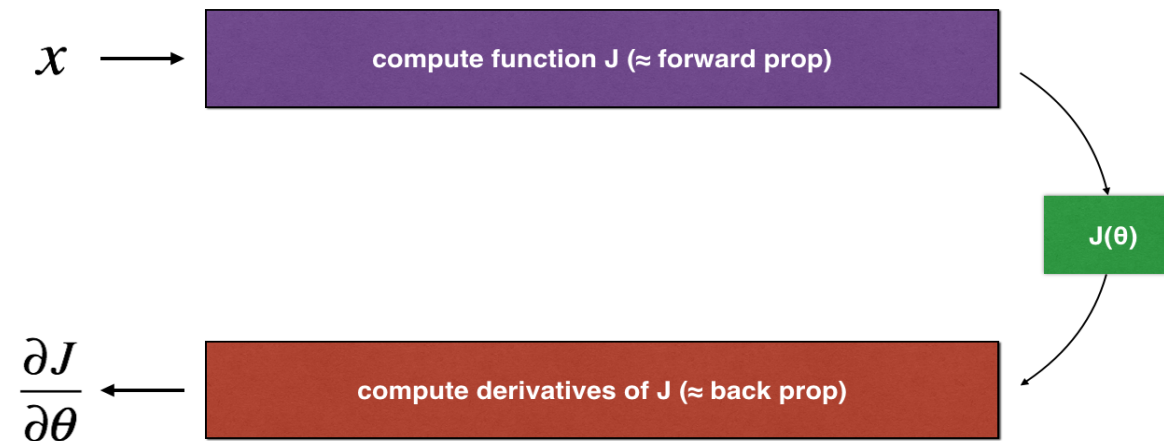 x
compute function J (≈ forward prop)
J(θ)
∂J
∂θ
compute derivatives of J (≈ back prop)